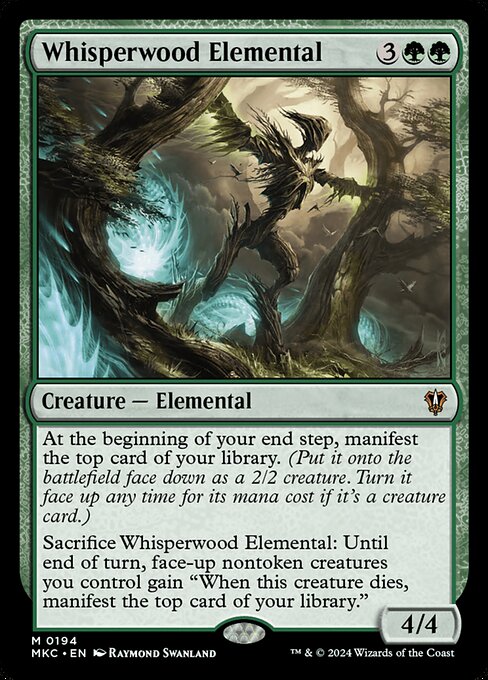 Whisperwood Elemental 3
Creature — Elemental
At the beginning of your end step, manifest
the top card of your library. (Put it onto the
battlefield face down as a 2/2 creature. Turn it
face up any time for its mana cost if it's a creature
card.)
Sacrifice Whisperwood Elemental: Until
end of turn, face-up nontoken creatures
you control gain “When this creature dies,
manifest the top card of your library.”
4/4
M 0194
MKC • EN RAYMOND SWANLAND
™ & © 2024 Wizards of the Coast